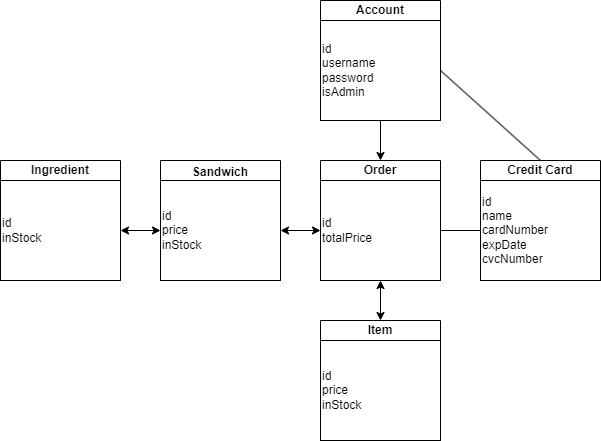 Account
id
username
password
isAdmin
Ingredient
id
inStock
Sandwich
id
price
inStock
Order
id
totalPrice
Credit Card
id
name
cardNumber
expDate
cvcNumber
Item
id
price
inStock